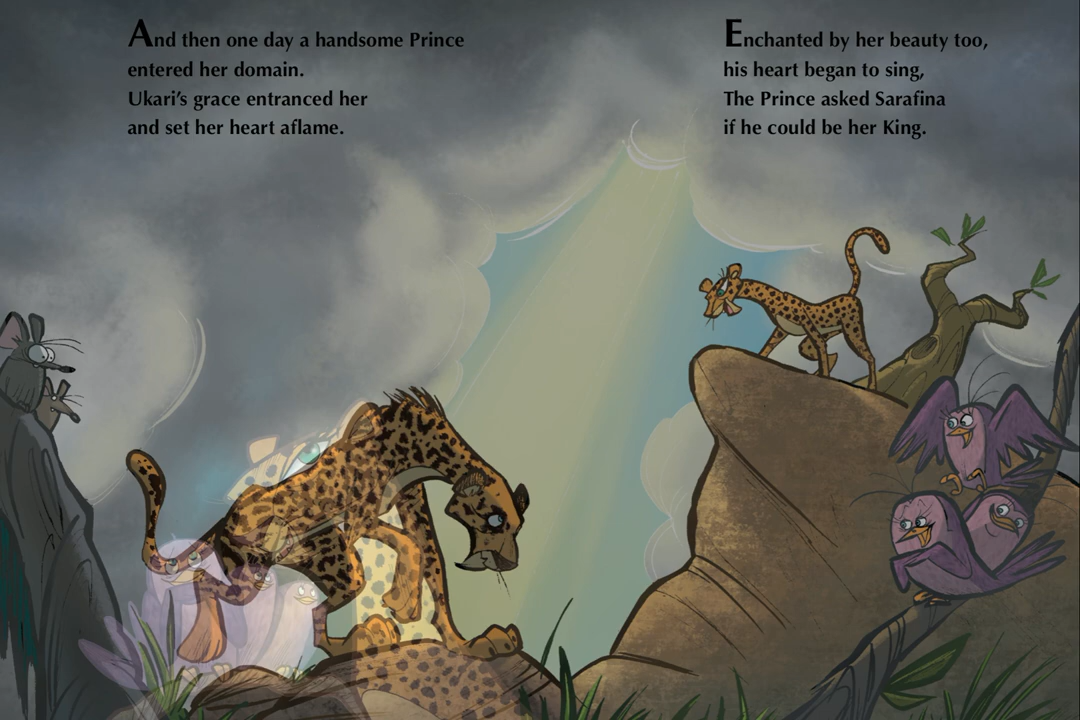 And then one day a handsome Prince
entered her domain.
Ukari’s grace entranced her
and set her heart aflame.
Enchanted by her beauty too,
his heart began to sing,
The Prince asked Sarafina
if he could be her King.